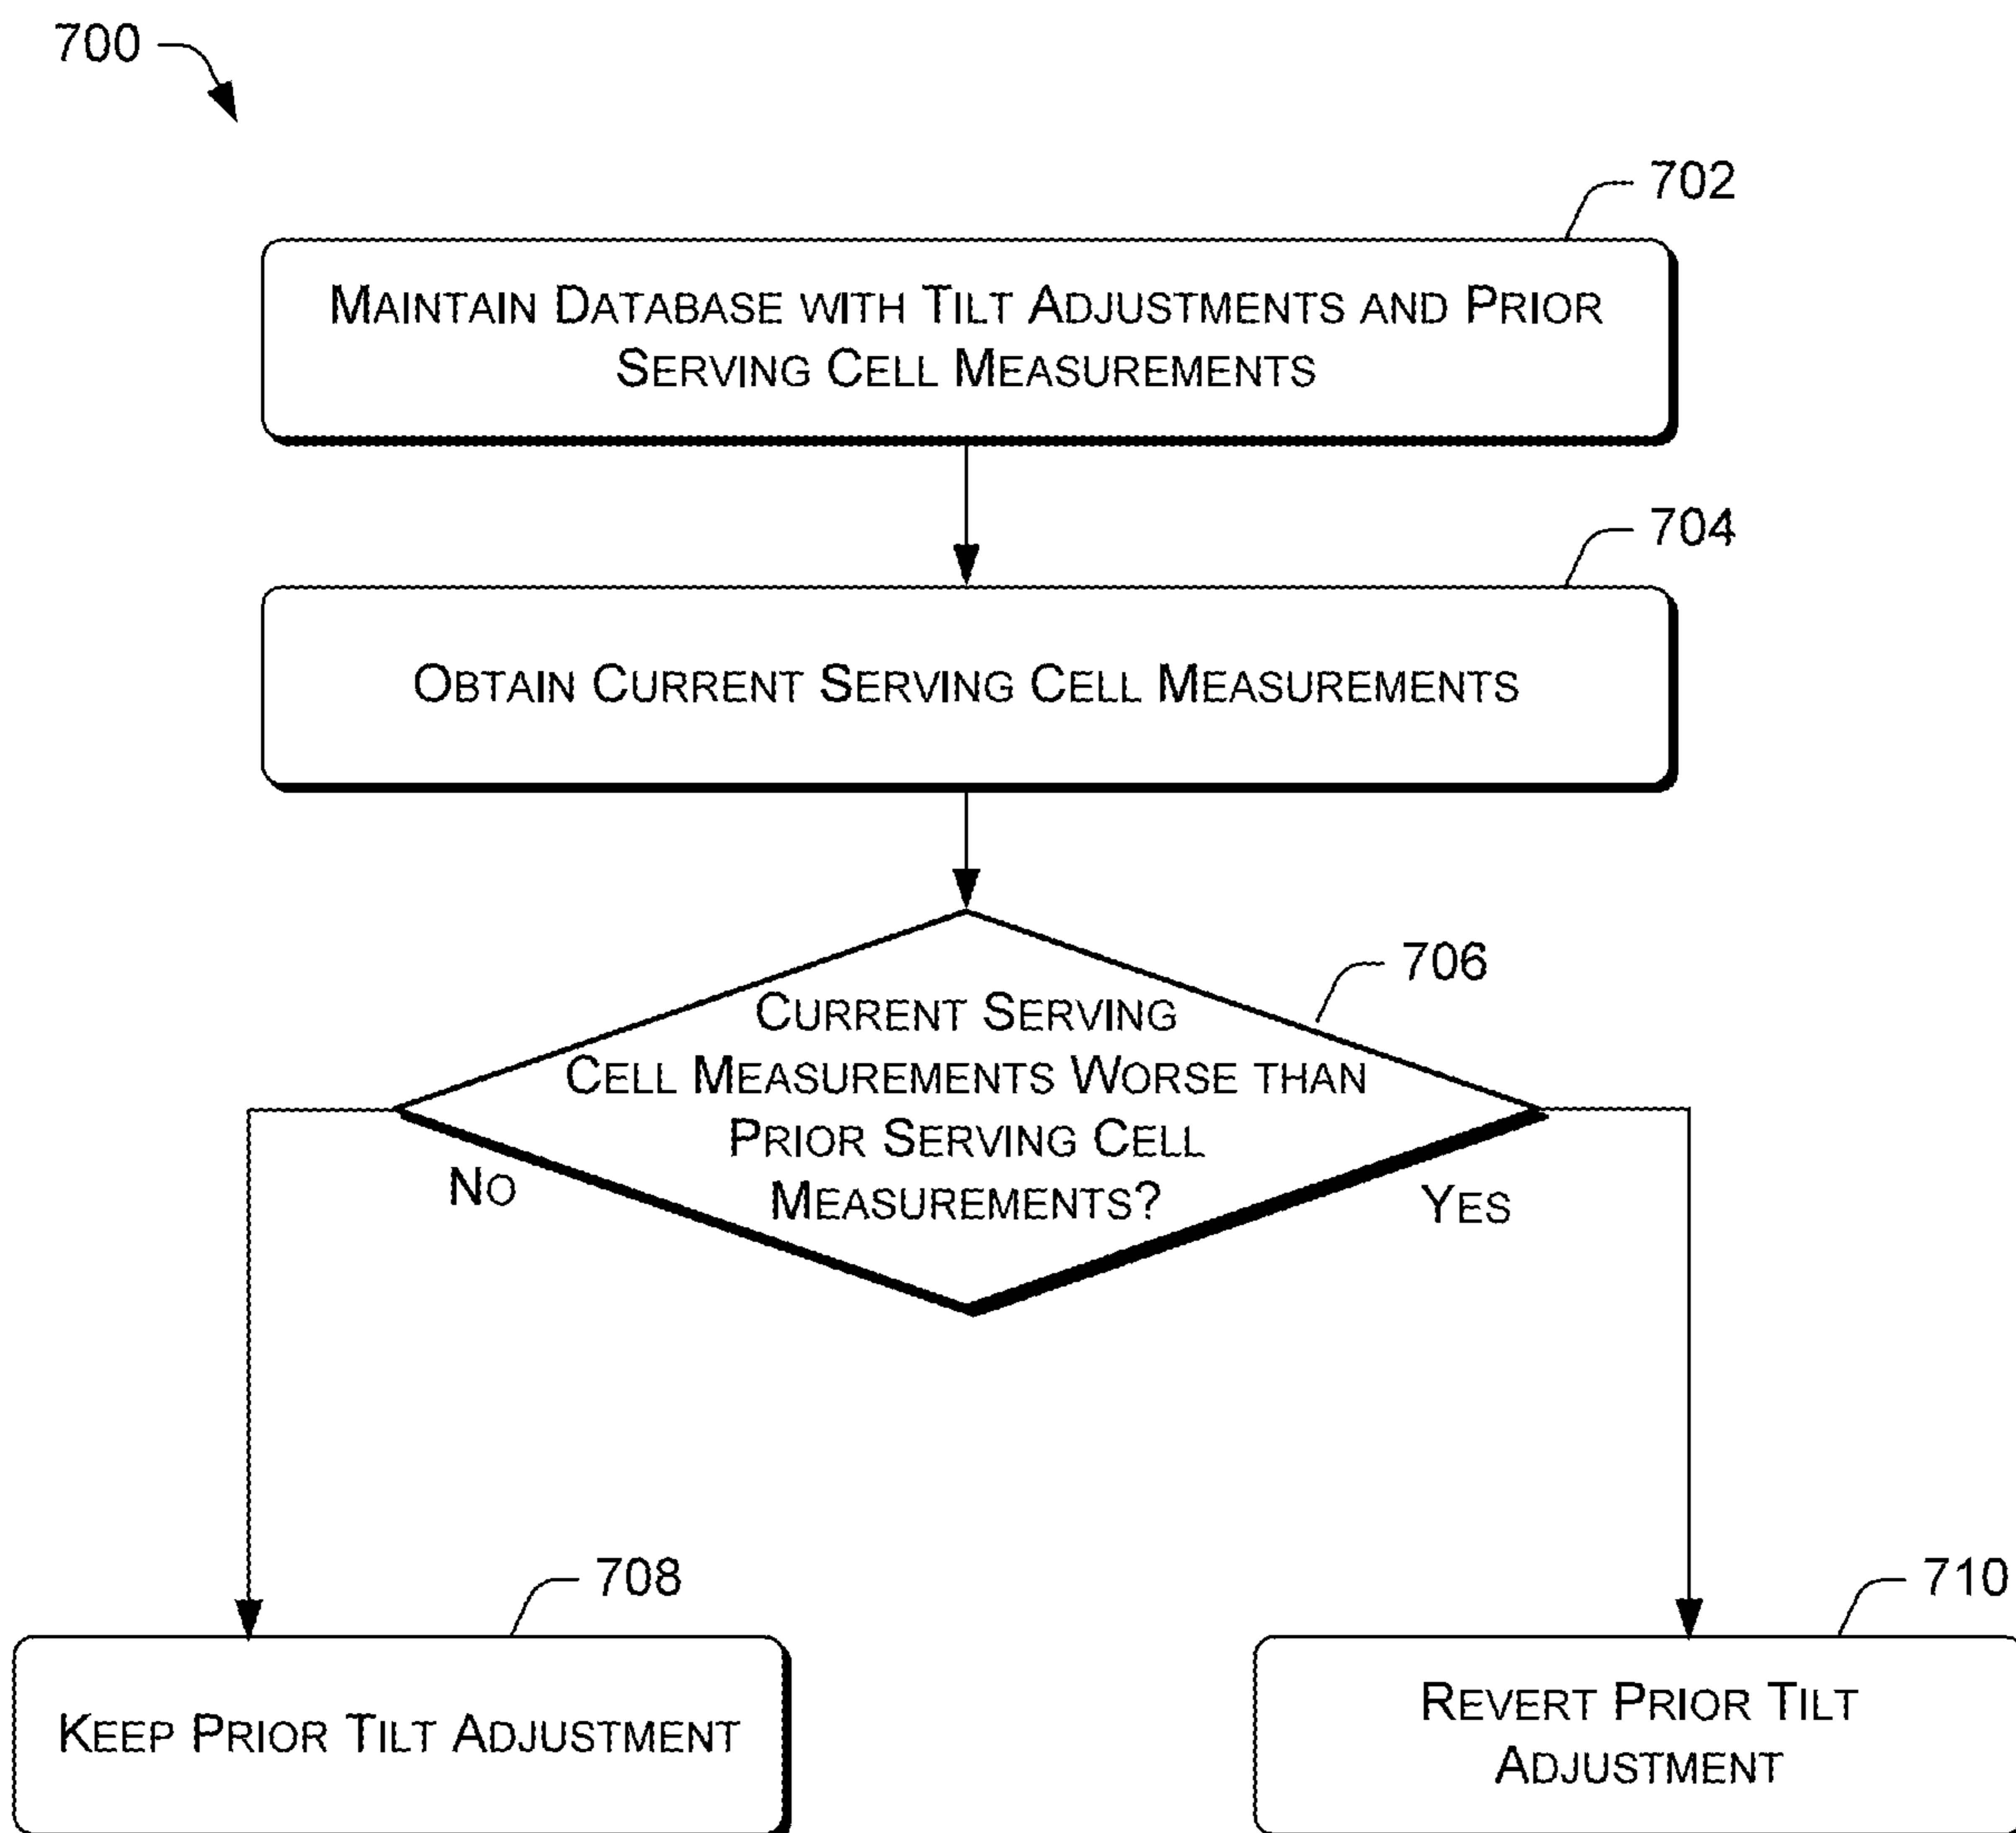 700
702
MAINTAIN DATABASE WITH TILT ADJUSTMENTS AND PRIOR
SERVING CELL MEASUREMENTS
704
OBTAIN CURRENT SERVING CELL MEASUREMENTS
706
CURRENT SERVING
CELL MEASUREMENTS WORSE THAN
PRIOR SERVING CELL
MEASUREMENTS?
NO
YES
708
KEEP PRIOR TILT ADJUSTMENT
710
REVERT PRIOR TILT
ADJUSTMENT